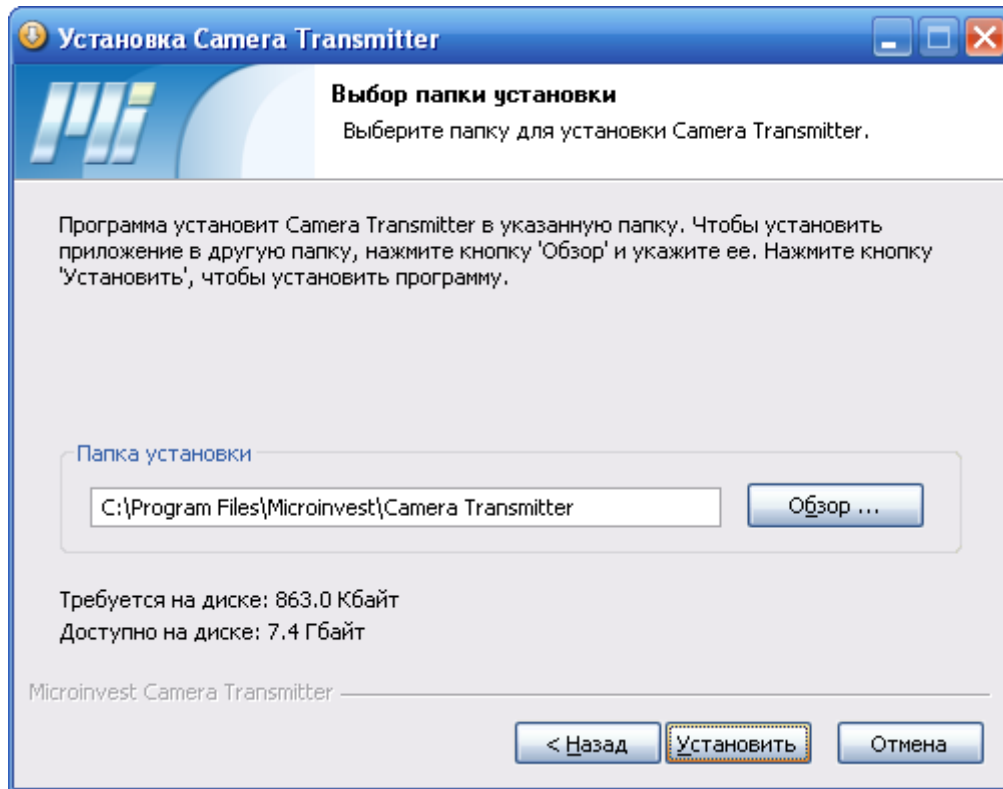 Установка Camera Transmitter
Выбор папки установки
Выберите папку для установки Camera Transmitter.
Программа установит Camera Transmitter в указанную папку. Чтобы установить
приложение в другую папку, нажмите кнопку 'Обзор' и укажите ее. Нажмите кнопку
'Установить', чтобы установить программу.
Папка установки
C:\Program Files\Microinvest\Camera Transmitter
Обзор ...
Требуется на диске: 863.0 Кбайт
Доступно на диске: 7.4 Гбайт
Microinvest Camera Transmitter
< Назад
Установить
Отмена